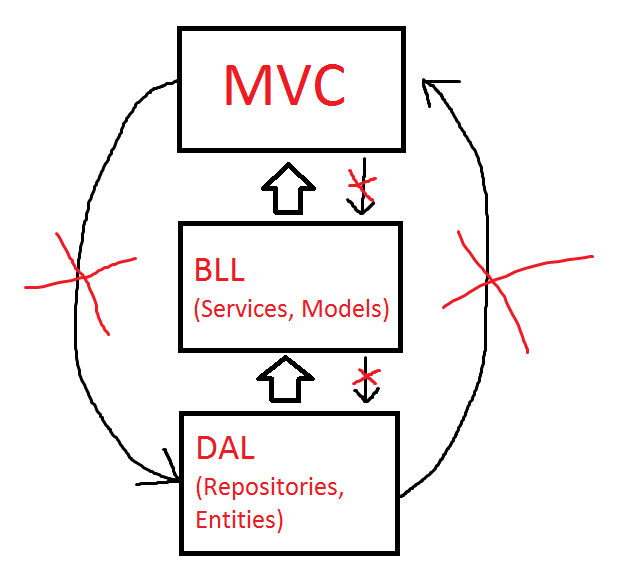 MVC
BLL
(Services, Models)
DAL
(Repositories,
Entities)